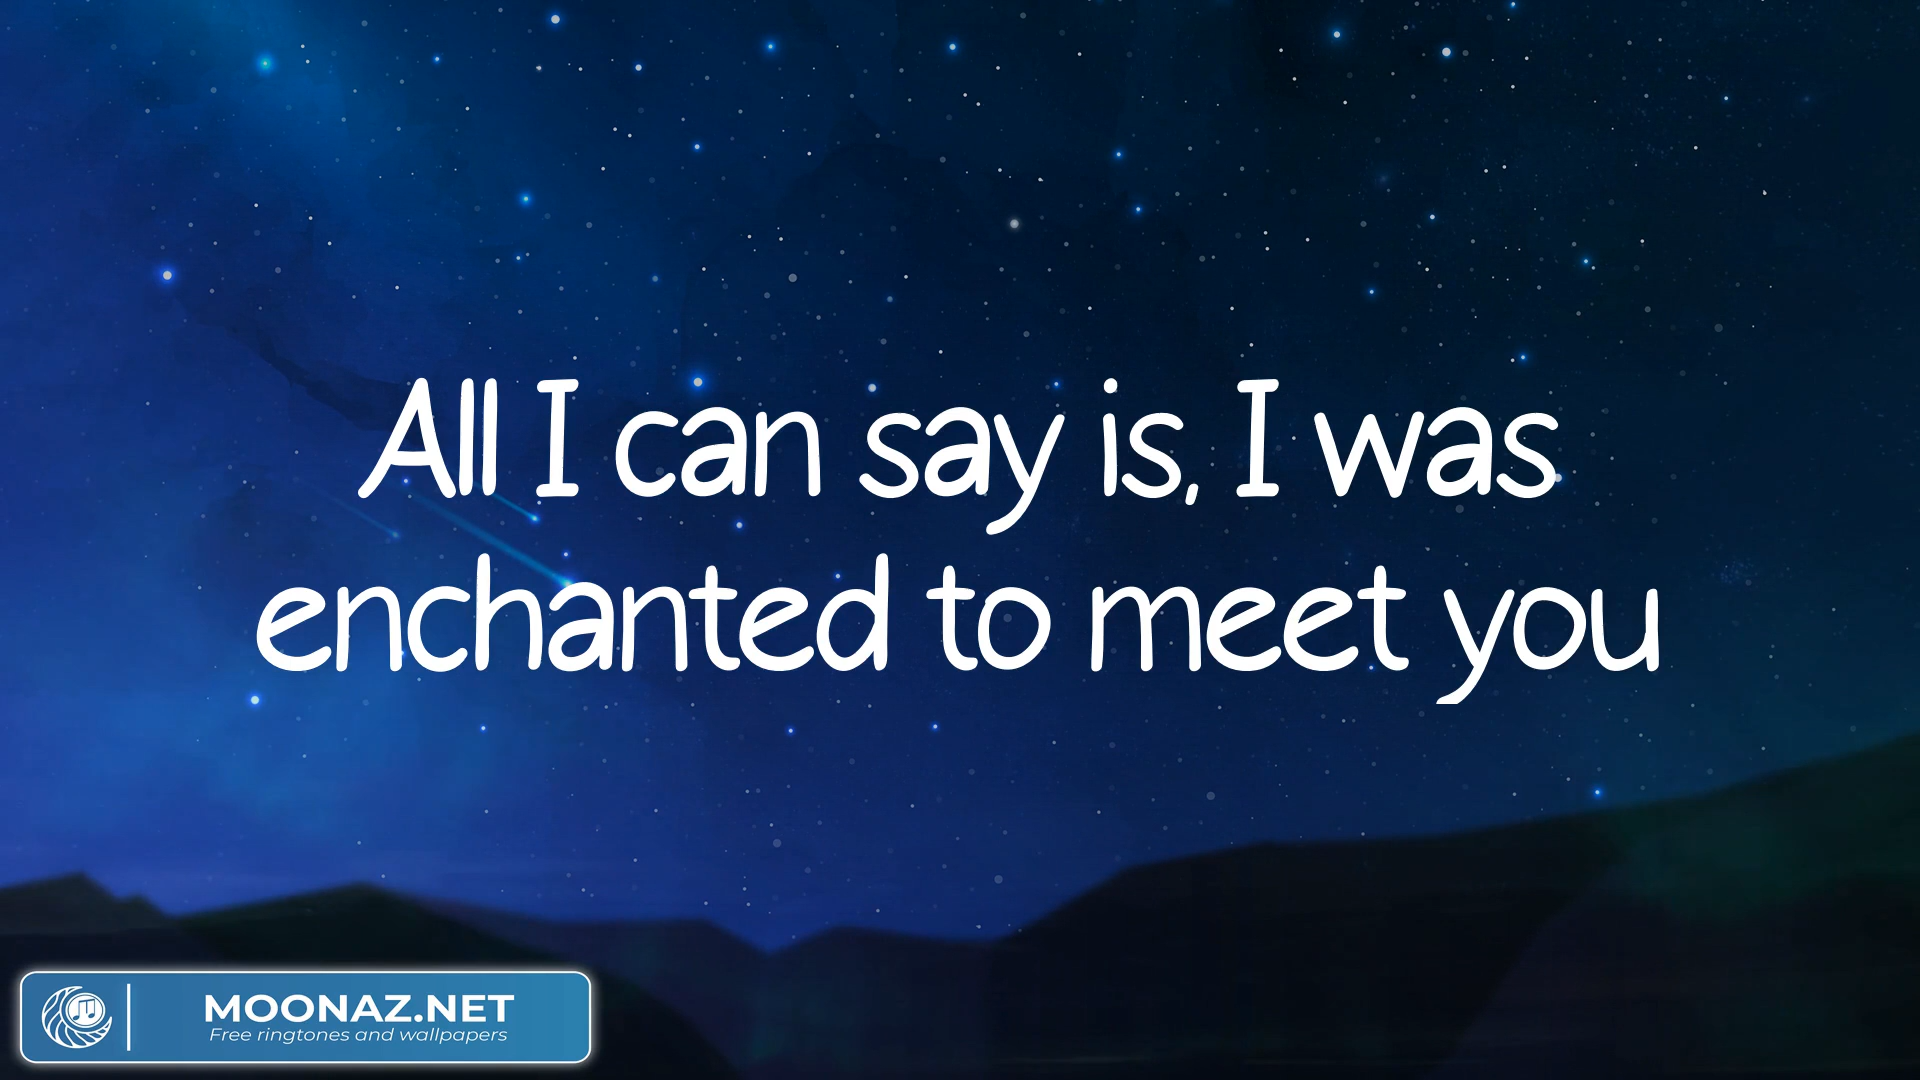 All I can say is, I was
enchanted to meet you
MOONAZ.NET
Free ringtones and wallpapers